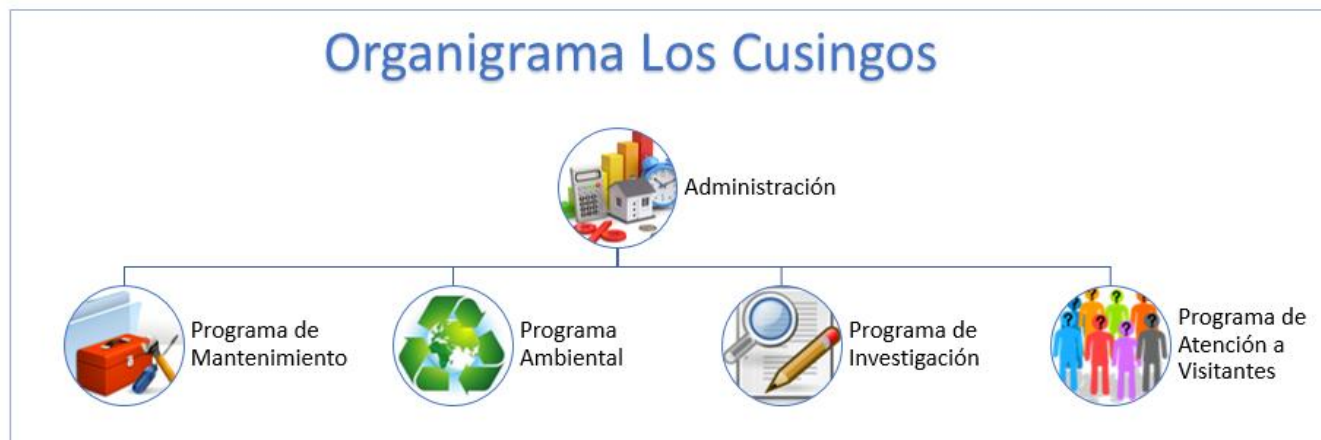 Organigrama Los Cusingos
Administración
Programa de
Mantenimiento
Programa
Ambiental
Programa de
Investigación
Programa de
Atención a
Visitantes